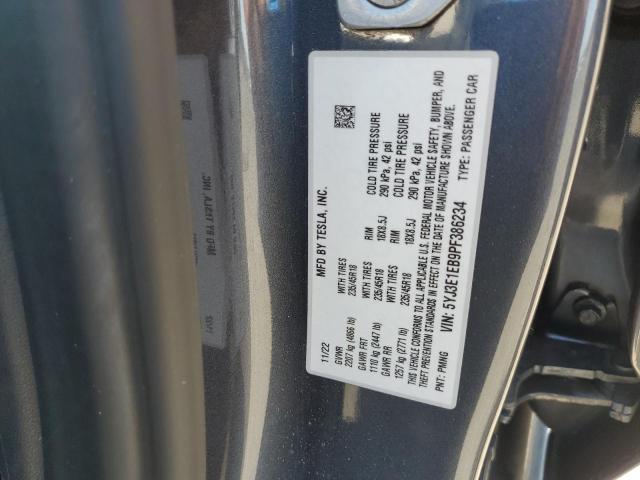 MFD BY TESLA, INC.
11/22
GVWR
2207 kg (4866 lb)
GAWR FRT WITH TIRES RIM COLD TIRE PRESSURE
1110 kg (2447 lb) 235/45R18 18X8.5J 290 kPa, 42 psi
GAWR RR WITH TIRES RIM COLD TIRE PRESSURE
1257 kg (2771 lb) 235/45R18 18X8.5J 290 kPa, 42 psi
THIS VEHICLE CONFORMS TO ALL APPLICABLE U.S. FEDERAL MOTOR VEHICLE SAFETY, BUMPER, AND
THEFT PREVENTION STANDARDS IN EFFECT ON THE DATE OF MANUFACTURE SHOWN ABOVE.
VIN: 5YJ3E1EB9PF386234
PNT: PMNG TYPE: PASSENGER CAR